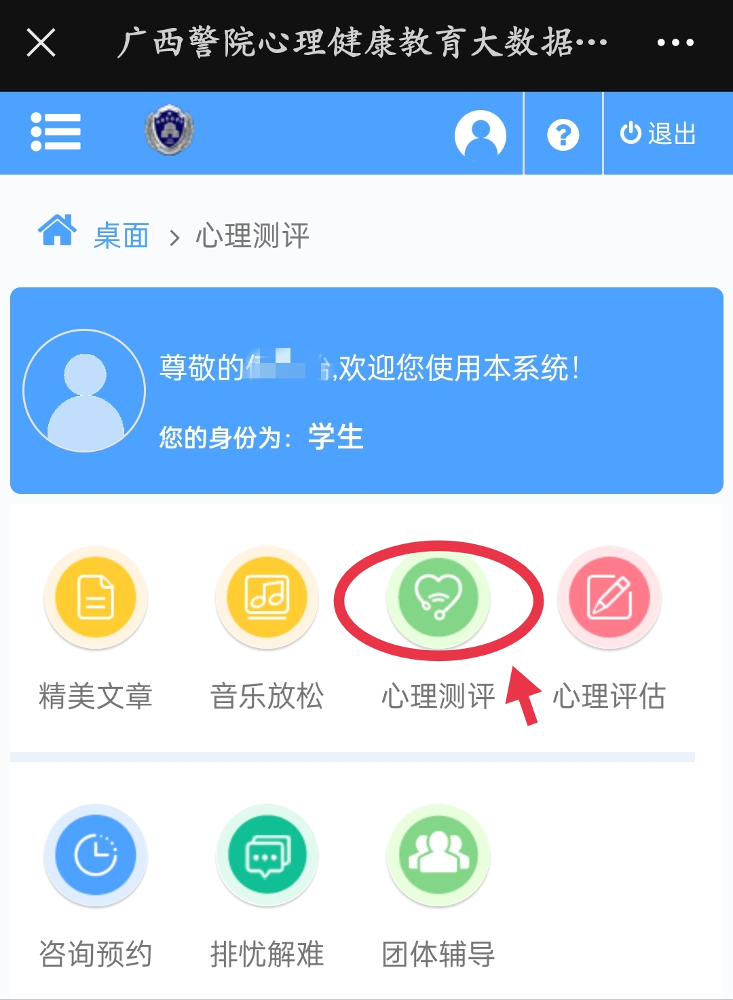 广西警院心理健康教育大数据…
退出
桌面 > 心理测评
尊敬的,欢迎您使用本系统！
您的身份为：学生
精美文章 音乐放松 心理测评 心理评估
咨询预约 排忧解难 团体辅导